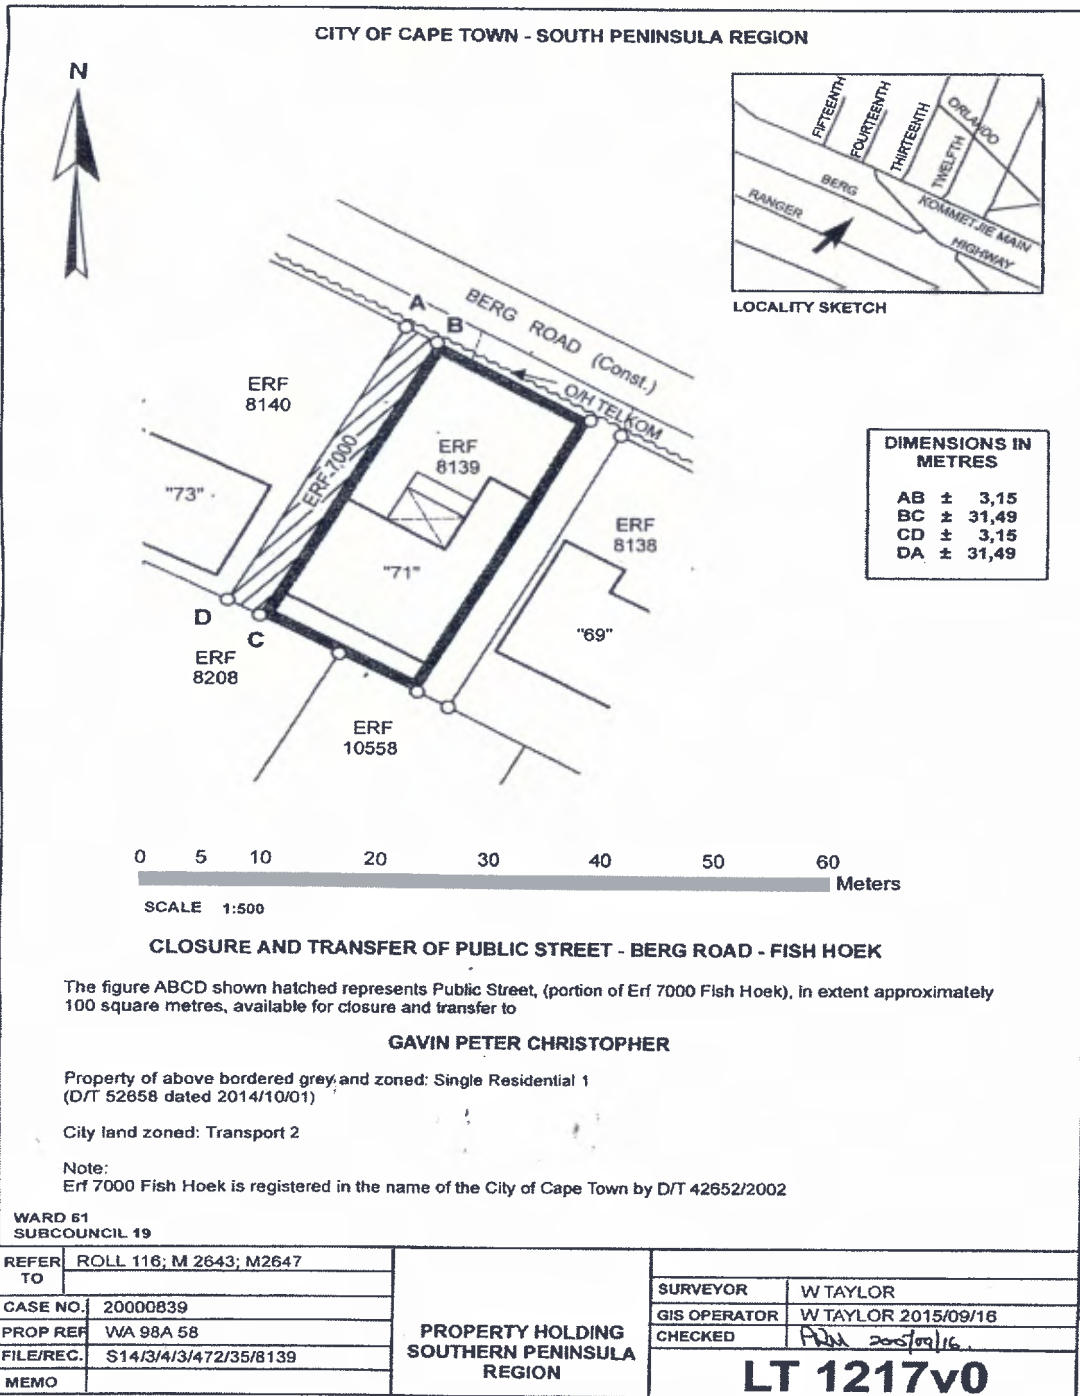 CITY OF CAPE TOWN - SOUTH PENINSULA REGION
N
FIFTEENTH
FOURTEENTH
THIRTEENTH
TWELFTH
ORLANDO
BERG
RANGER
KOMMETJIE MAIN
HIGHWAY
LOCALITY SKETCH
A
B
BERG ROAD (Const.)
O/H TELKOM
ERF
8140
ERF
8139
ERF 7000
"73"
"71"
ERF
8138
"69"
D
C
ERF
8208
ERF
10558
DIMENSIONS IN
METRES
AB ± 3,15
BC ± 31,49
CD ± 3,15
DA ± 31,49
0 5 10 20 30 40 50 60
Meters
SCALE 1:500
CLOSURE AND TRANSFER OF PUBLIC STREET - BERG ROAD - FISH HOEK
The figure ABCD shown hatched represents Public Street, (portion of Erf 7000 Fish Hoek), in extent approximately
100 square metres, available for closure and transfer to
GAVIN PETER CHRISTOPHER
Property of above bordered grey and zoned: Single Residential 1
(D/T 52658 dated 2014/10/01)
City land zoned: Transport 2
Note:
Erf 7000 Fish Hoek is registered in the name of the City of Cape Town by D/T 42652/2002
WARD 61
SUBCOUNCIL 19
REFER TO ROLL 116; M 2643; M2647
CASE NO. 20000839
PROP REF WA 98A 58
FILE/REC. S14/3/4/3/472/35/8139
MEMO
PROPERTY HOLDING
SOUTHERN PENINSULA
REGION
SURVEYOR W TAYLOR
GIS OPERATOR W TAYLOR 2015/09/16
CHECKED
LT 1217v0